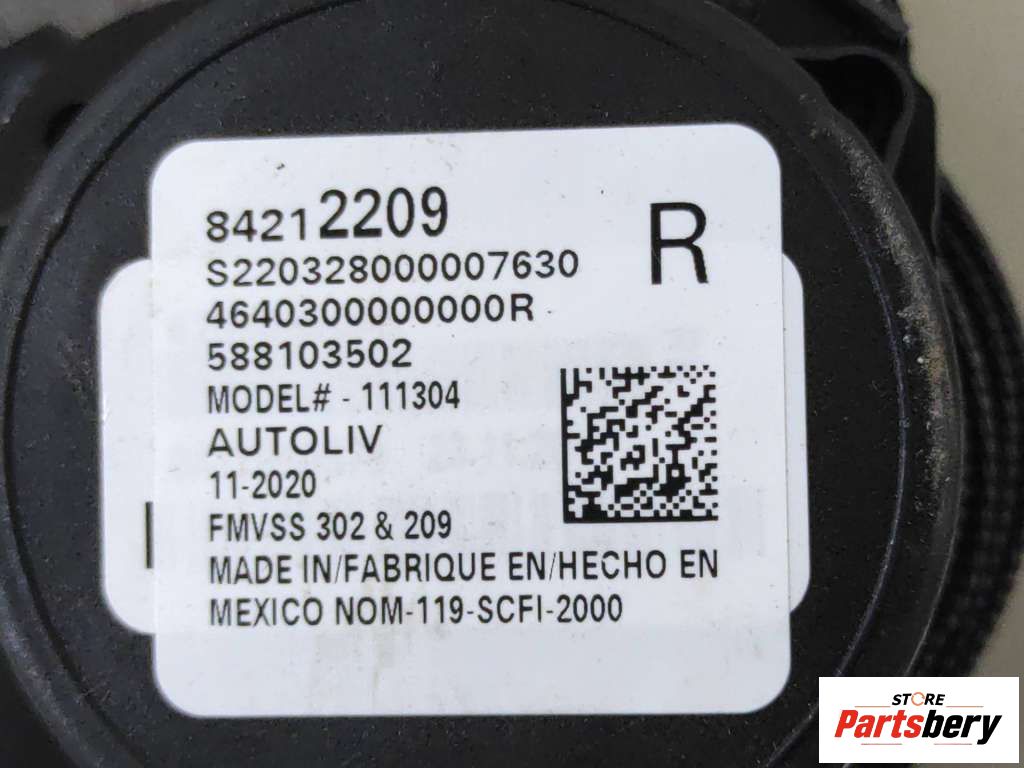 84212209
R
S220328000007630
4640300000000R
588103502
MODEL# - 111304
AUTOLIV
11-2020
FMVSS 302 & 209
MADE IN/FABRIQUE EN/HECHO EN
MEXICO NOM-119-SCFI-2000
STORE
Partsbery